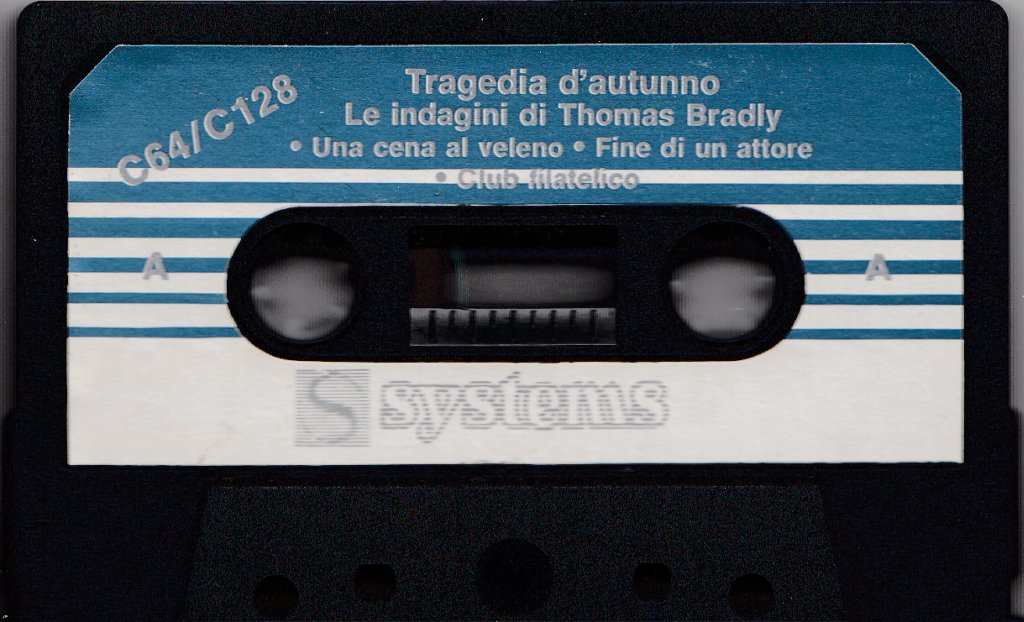 C64/C128
Tragedia d'autunno
Le indagini di Thomas Bradly
• Una cena al veleno • Fine di un attore
• Club filatelico
A
A
S systems